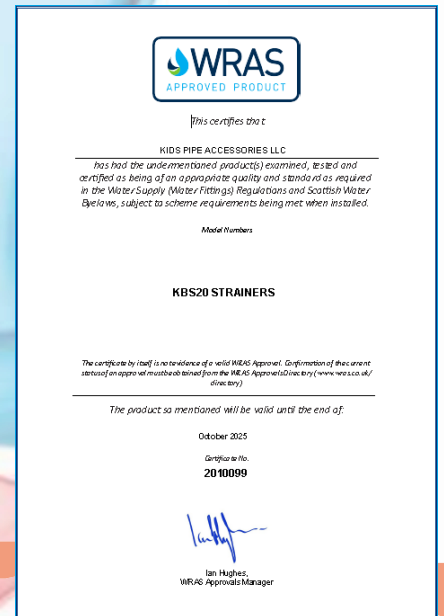 WRAS
APPROVED PRODUCT
This certifies that
KIDS PIPE ACCESSORIES LLC
has had the undermentioned product(s) examined, tested and
certified as being of an appropriate quality and standard as required
in the Water Supply (Water Fittings) Regulations and Scottish Water
Byelaws, subject to scheme requirements being met when installed.
Model Numbers
KBS20 STRAINERS
The certificate by itself is not evidence of a valid WRAS Approval. Confirmation of the current
status of an approval must be obtained from the WRAS Approvals Directory (www.wras.co.uk/
directory)
The product so mentioned will be valid until the end of:
October 2025
Certificate No.
2010099
Ian Hughes,
WRAS Approvals Manager